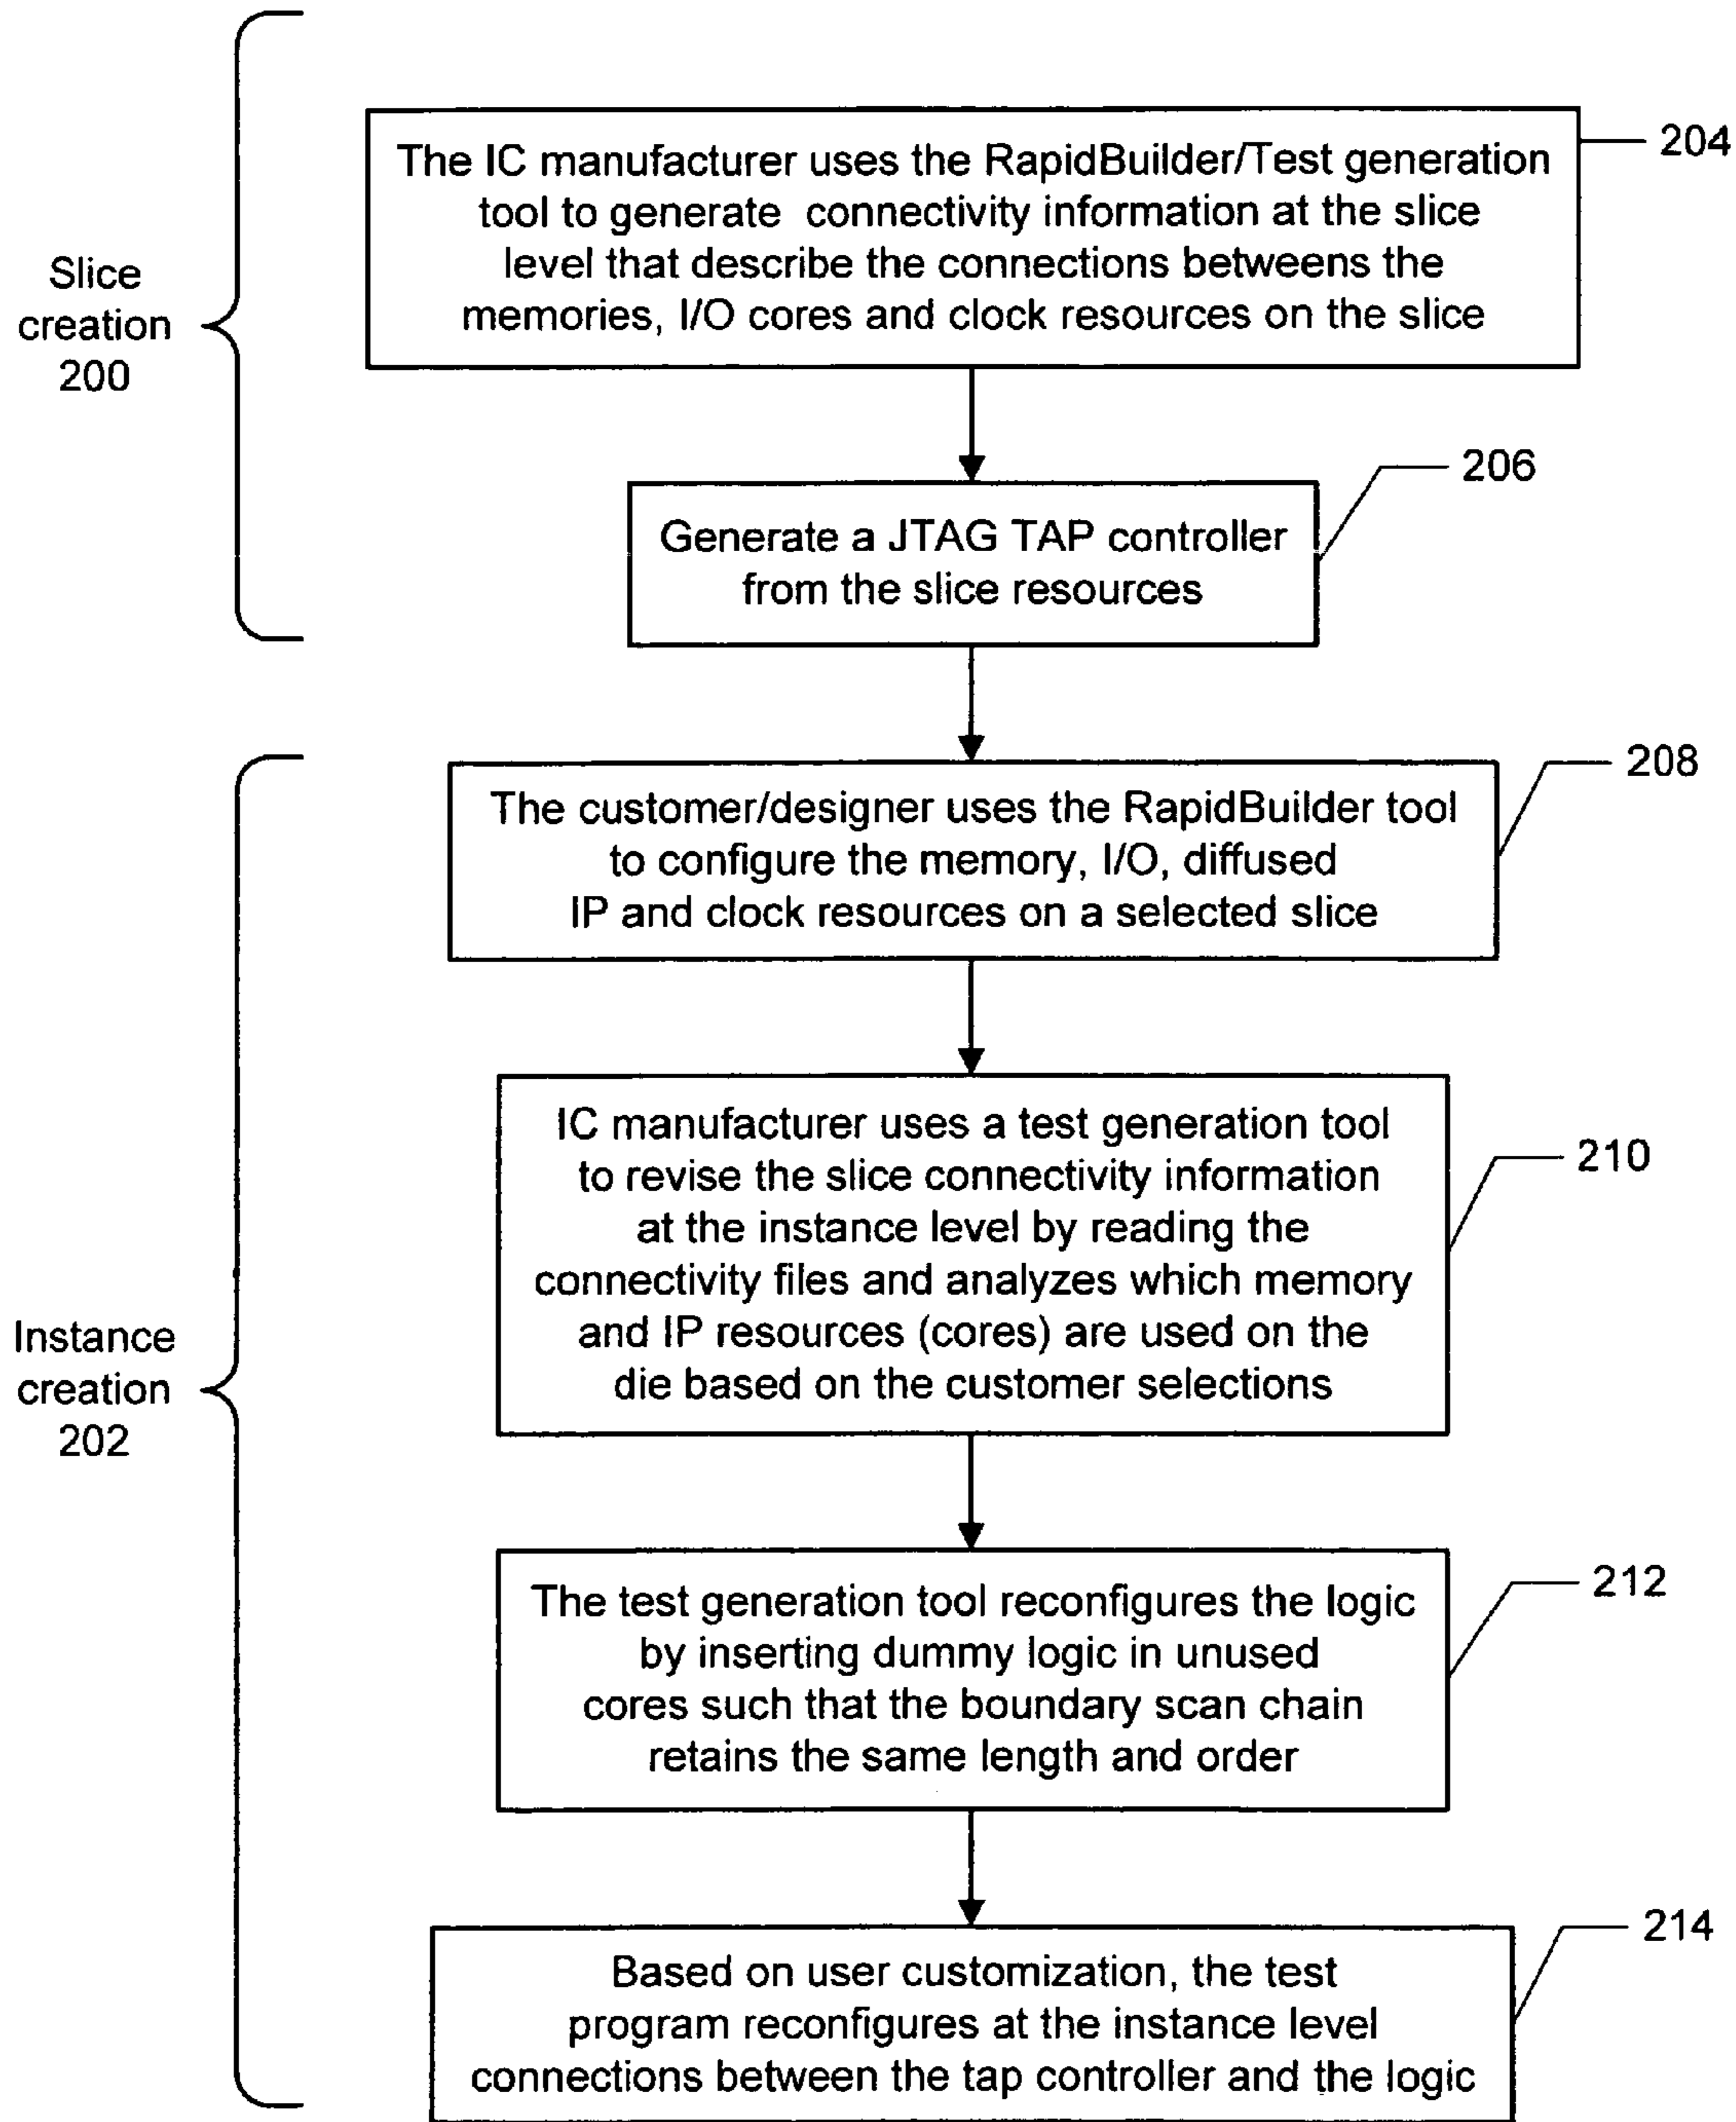 Slice
creation
200
The IC manufacturer uses the RapidBuilder/Test generation
tool to generate connectivity information at the slice
level that describe the connections betweens the
memories, I/O cores and clock resources on the slice
204
Generate a JTAG TAP controller
from the slice resources
206
Instance
creation
202
The customer/designer uses the RapidBuilder tool
to configure the memory, I/O, diffused
IP and clock resources on a selected slice
208
IC manufacturer uses a test generation tool
to revise the slice connectivity information
at the instance level by reading the
connectivity files and analyzes which memory
and IP resources (cores) are used on the
die based on the customer selections
210
The test generation tool reconfigures the logic
by inserting dummy logic in unused
cores such that the boundary scan chain
retains the same length and order
212
Based on user customization, the test
program reconfigures at the instance level
connections between the tap controller and the logic
214